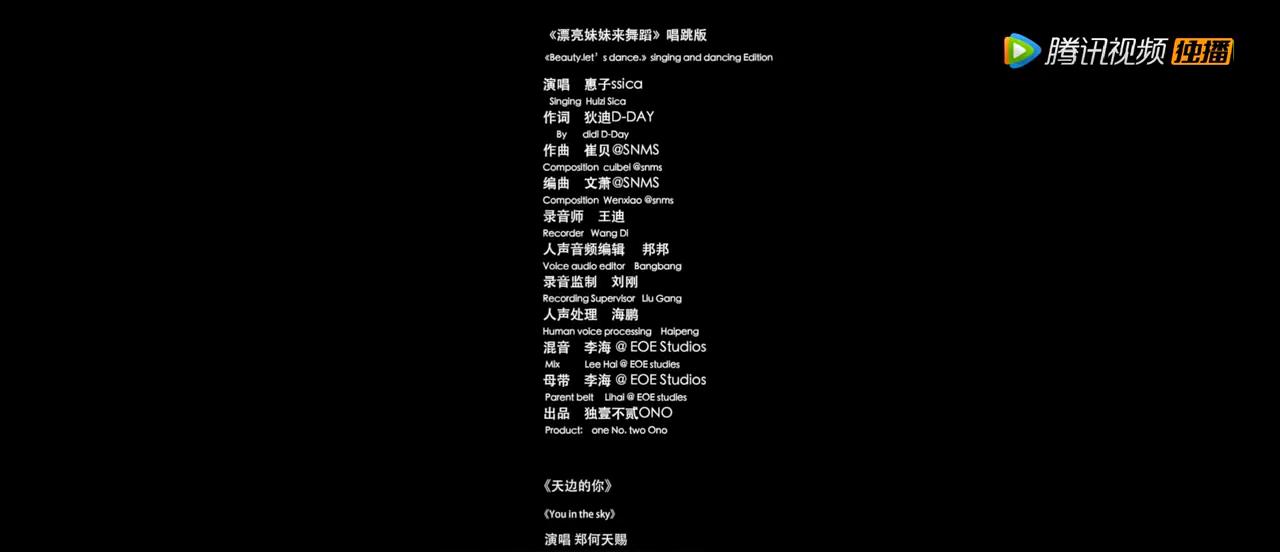 《漂亮妹妹来舞蹈》唱跳版
《Beauty.let's dance.》singing and dancing Edition
腾讯视频 独播
演唱 惠子ssica
Singing Huizi Sica
作词 狄迪D-DAY
By didi D-Day
作曲 崔贝@SNMS
Composition cuibei @snms
编曲 文萧@SNMS
Composition Wenxiao @snms
录音师 王迪
Recorder Wang Di
人声音频编辑 邦邦
Voice audio editor Bangbang
录音监制 刘刚
Recording Supervisor Liu Gang
人声处理 海鹏
Human voice processing Haipeng
混音 李海 @ EOE Studios
Mix Lee Hai @ EOE studies
母带 李海 @ EOE Studios
Parent belt Lihai @ EOE studies
出品 独壹不贰ONO
Product: one No. two Ono
《天边的你》
《You in the sky》
演唱 郑何天赐